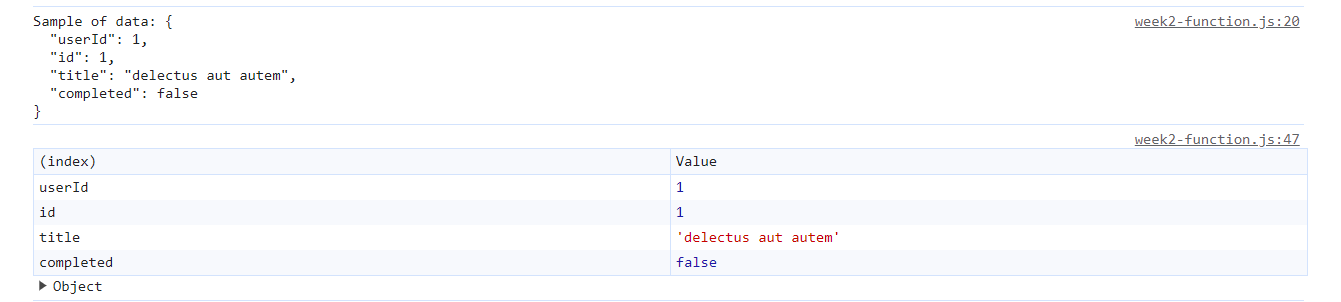 Sample of data: { week2-function.js:20
  "userId": 1,
  "id": 1,
  "title": "delectus aut autem",
  "completed": false
}
week2-function.js:47
(index) Value
userId 1
id 1
title 'delectus aut autem'
completed false
▶ Object